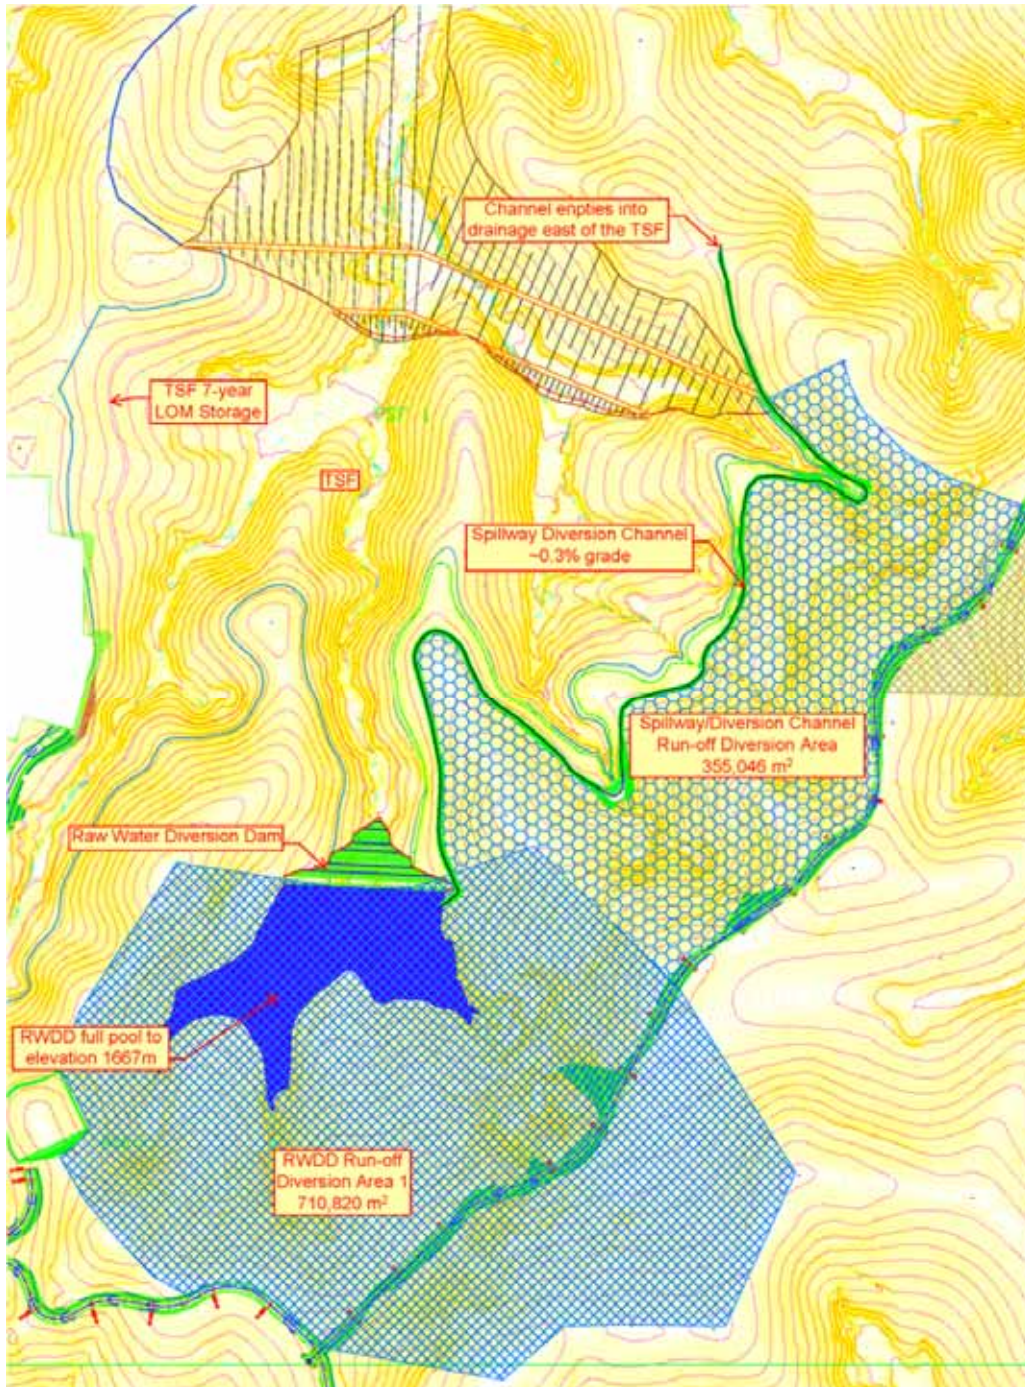 Channel enpties into
drainage east of the TSF
TSF 7-year
LOM Storage
TSF
Spillway Diversion Channel
~0.3% grade
Spillway/Diversion Channel
Run-off Diversion Area
355,046 m²
Raw Water Diversion Dam
RWDD full pool to
elevation 1667m
RWDD Run-off
Diversion Area 1
710,820 m²